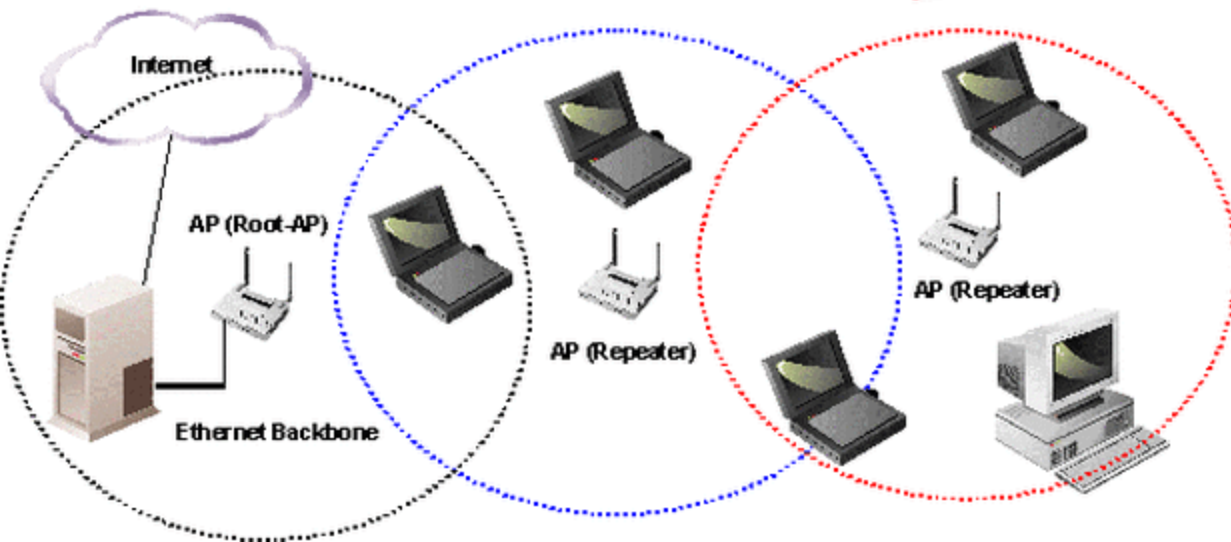 Internet
AP (Root-AP)
AP (Repeater)
AP (Repeater)
Ethernet Backbone